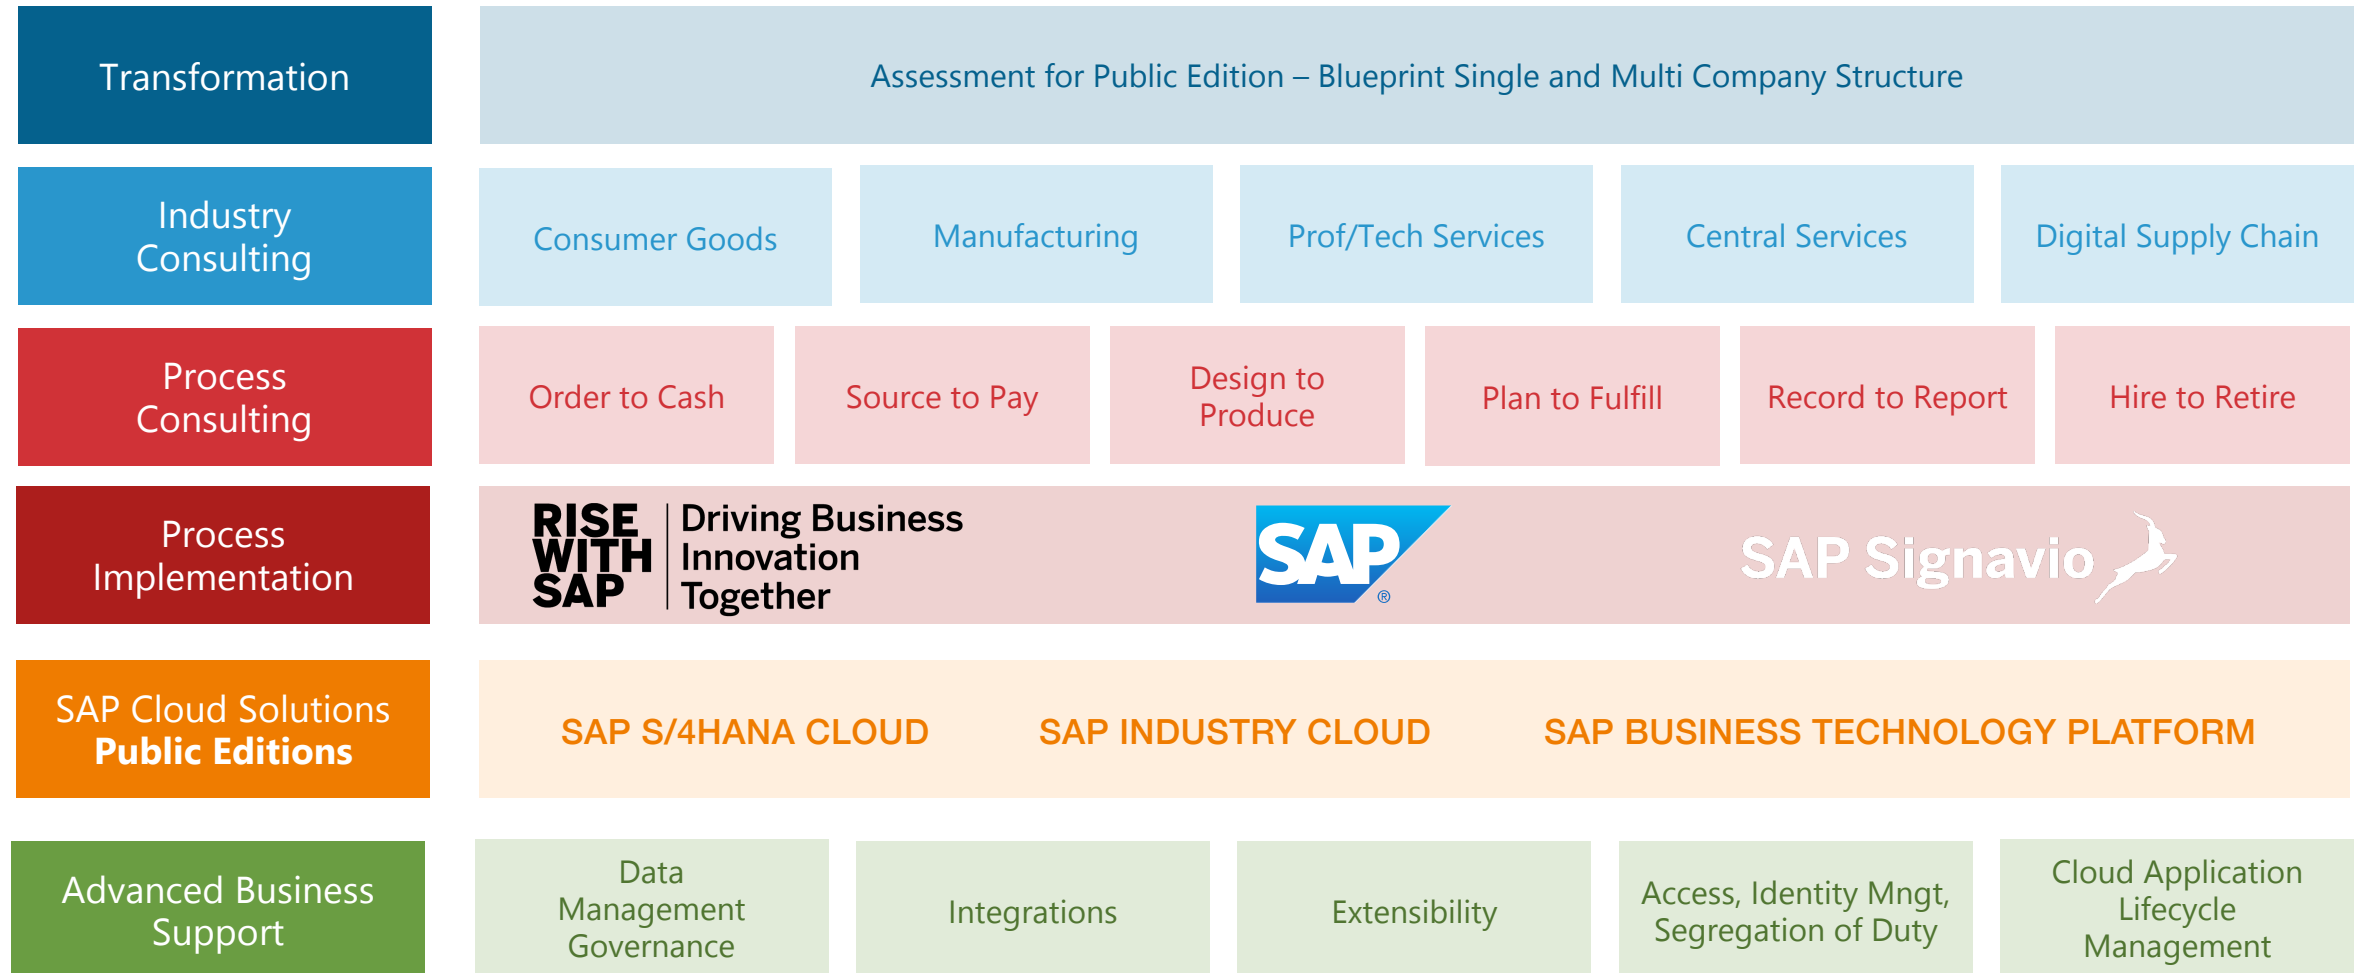 Transformation
Assessment for Public Edition – Blueprint Single and Multi Company Structure
Industry
Consulting
Consumer Goods
Manufacturing
Prof/Tech Services
Central Services
Digital Supply Chain
Process
Consulting
Order to Cash
Source to Pay
Design to
Produce
Plan to Fulfill
Record to Report
Hire to Retire
Process
Implementation
RISE
WITH
SAP
Driving Business
Innovation
Together
SAP
®
SAP Signavio
SAP Cloud Solutions
Public Editions
SAP S/4HANA CLOUD
SAP INDUSTRY CLOUD
SAP BUSINESS TECHNOLOGY PLATFORM
Advanced Business
Support
Data
Management
Governance
Integrations
Extensibility
Access, Identity Mngt,
Segregation of Duty
Cloud Application
Lifecycle
Management